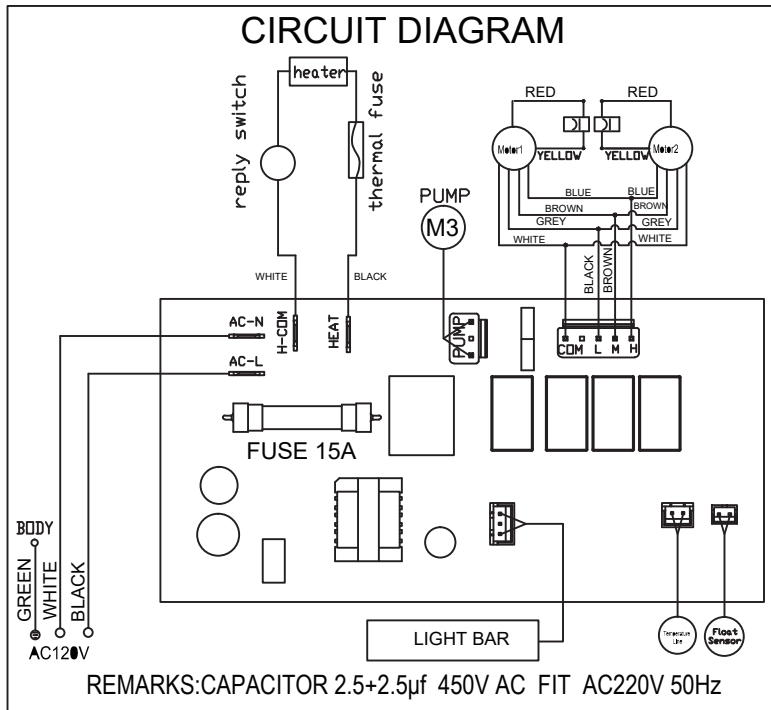 CIRCUIT DIAGRAM
heater
reply switch
thermal fuse
RED
RED
Motor1
Motor2
YELLOW
YELLOW
BLUE
BLUE
BROWN
BROWN
GREY
GREY
WHITE
WHITE
PUMP
M3
BLACK
BROWN
WHITE
BLACK
AC-N
H-COM
HEAT
PUMP
COM
L
M
H
AC-L
FUSE 15A
BODY
GREEN
WHITE
BLACK
AC120V
LIGHT BAR
Temperature
Line
Float
Sensor
REMARKS:CAPACITOR 2.5+2.5µf 450V AC FIT AC220V 50Hz